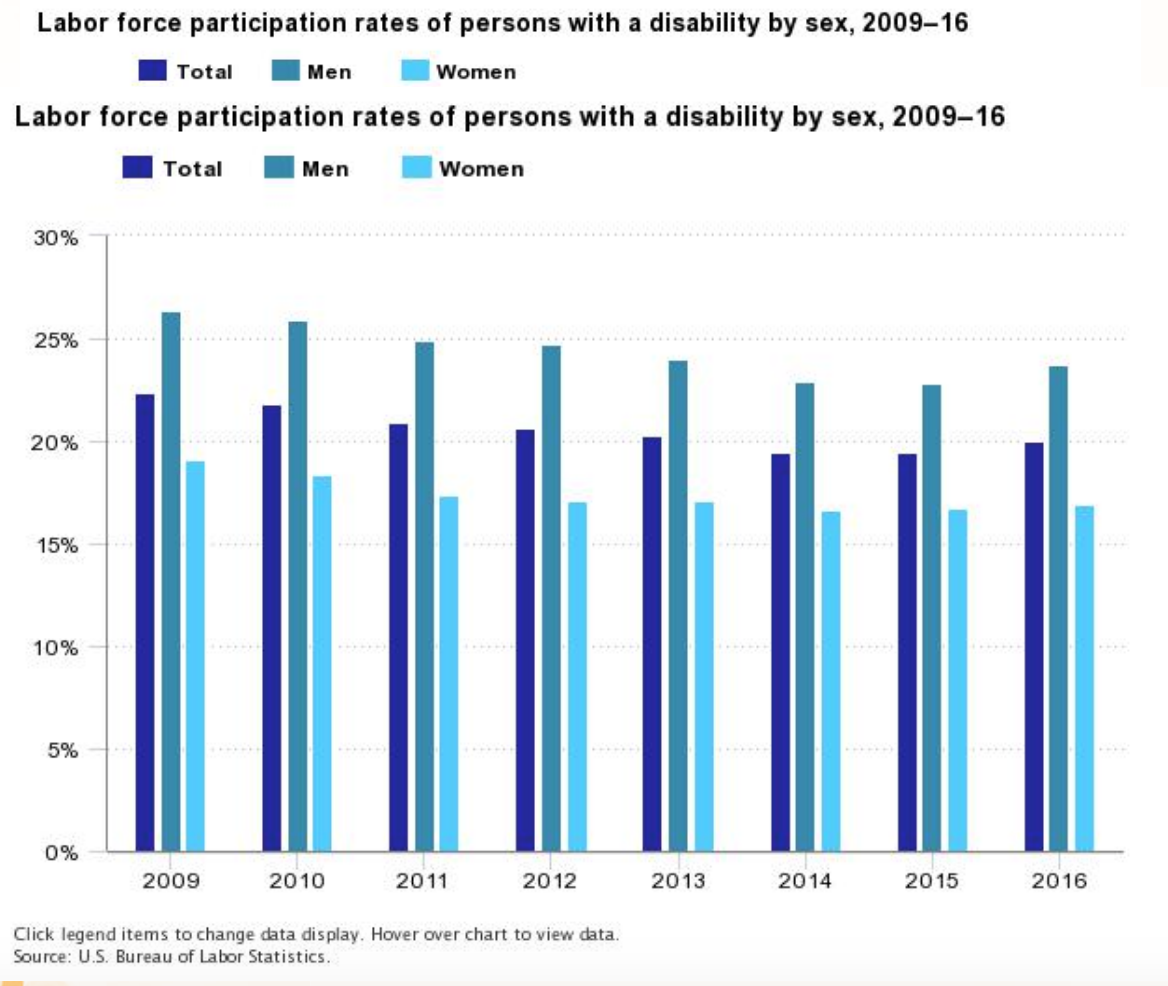 Labor force participation rates of persons with a disability by sex, 2009–16
Total Men Women
Labor force participation rates of persons with a disability by sex, 2009–16
Total Men Women
30%
25%
20%
15%
10%
5%
0%
2009 2010 2011 2012 2013 2014 2015 2016
Click legend items to change data display. Hover over chart to view data.
Source: U.S. Bureau of Labor Statistics.